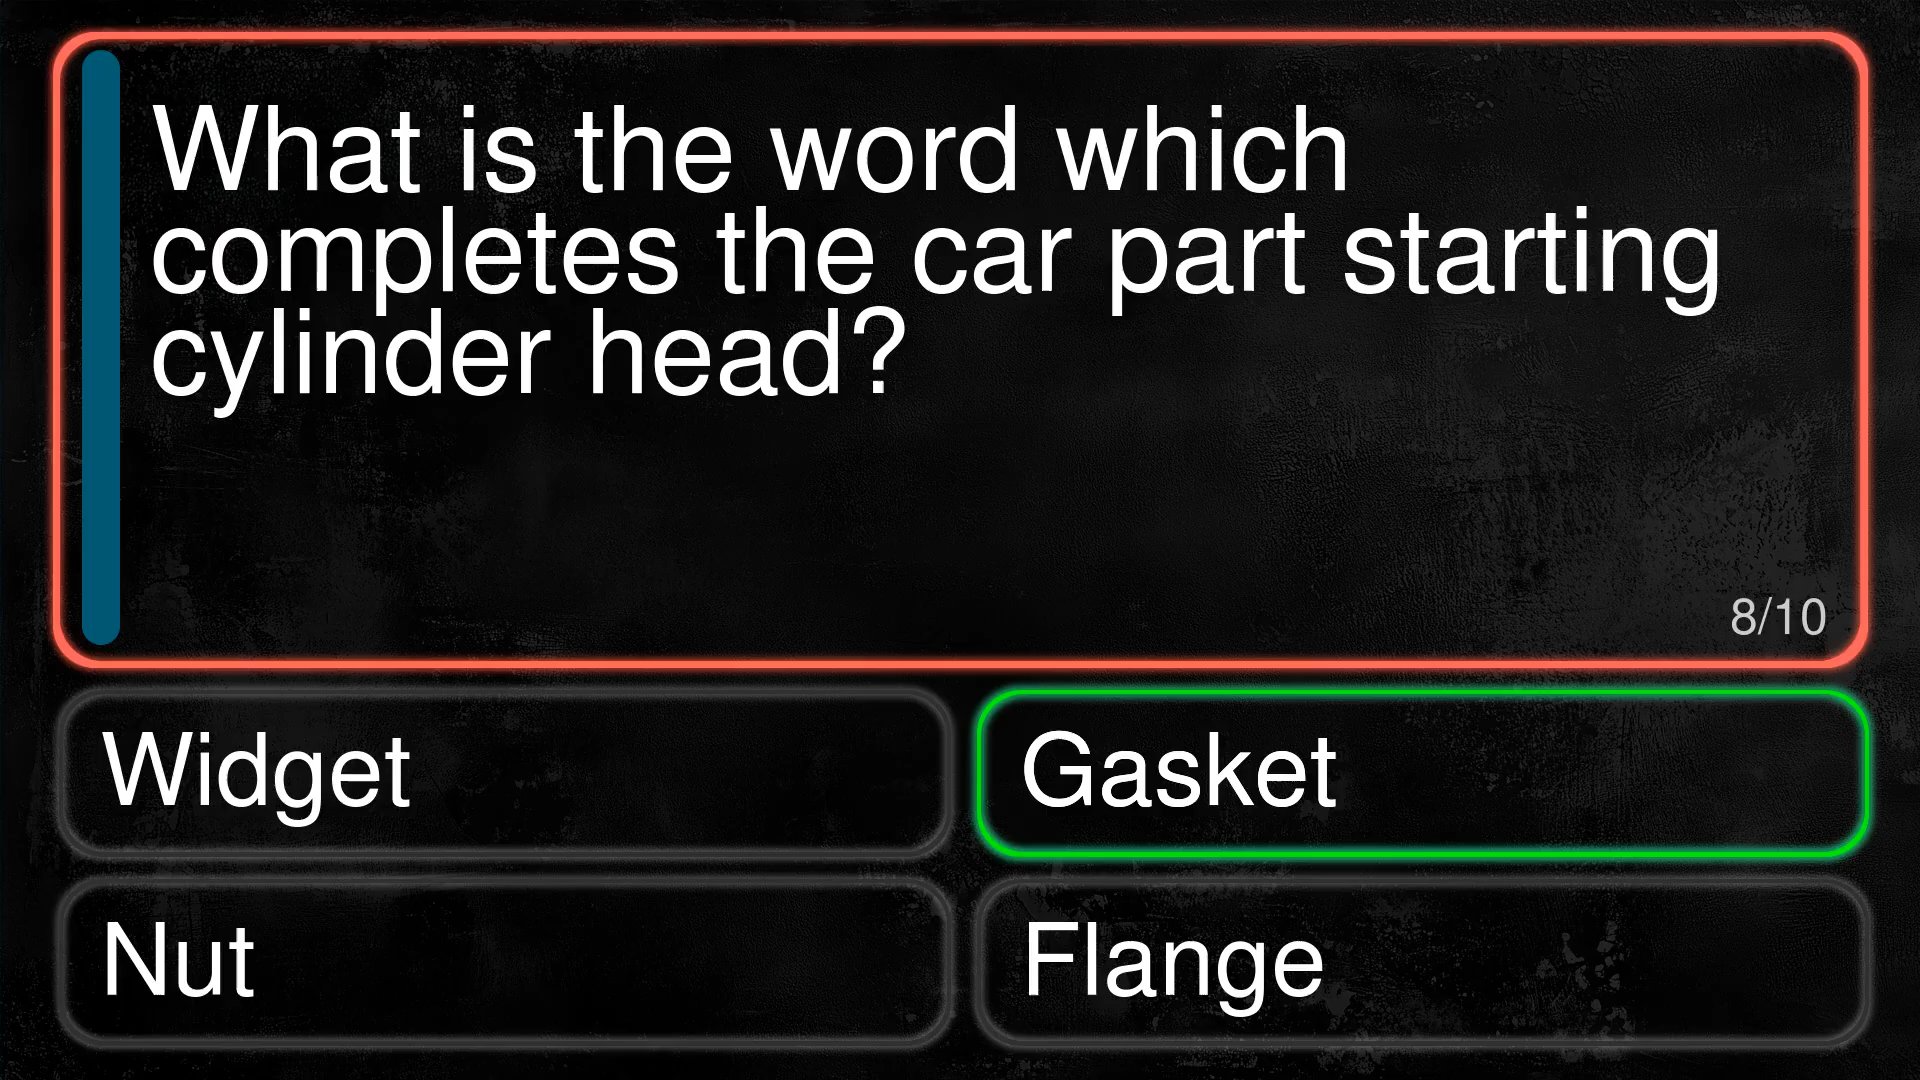 What is the word which
completes the car part starting
cylinder head?
8/10
Widget
Gasket
Nut
Flange